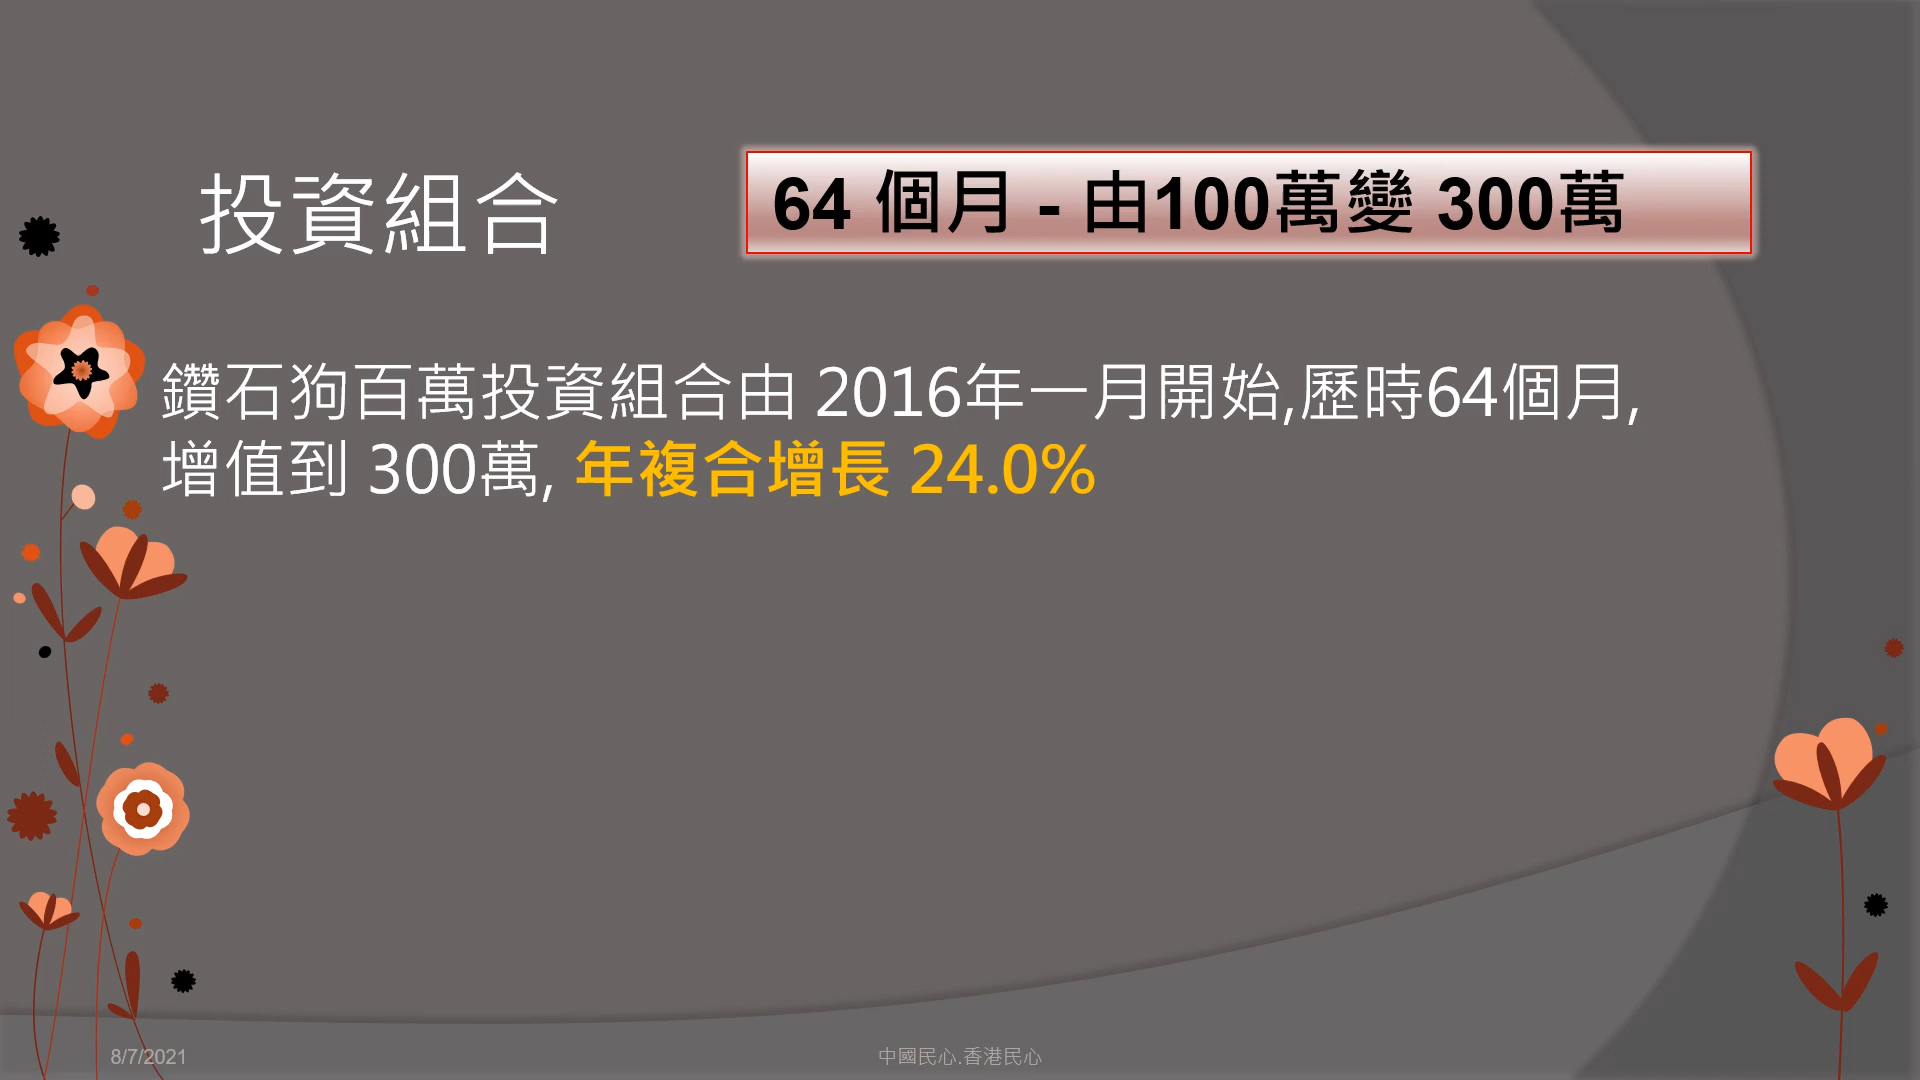 投資組合
64 個月 - 由100萬變 300萬
鑽石狗百萬投資組合由 2016年一月開始,歷時64個月,
增值到 300萬, 年複合增長 24.0%
8/7/2021
中國民心.香港民心